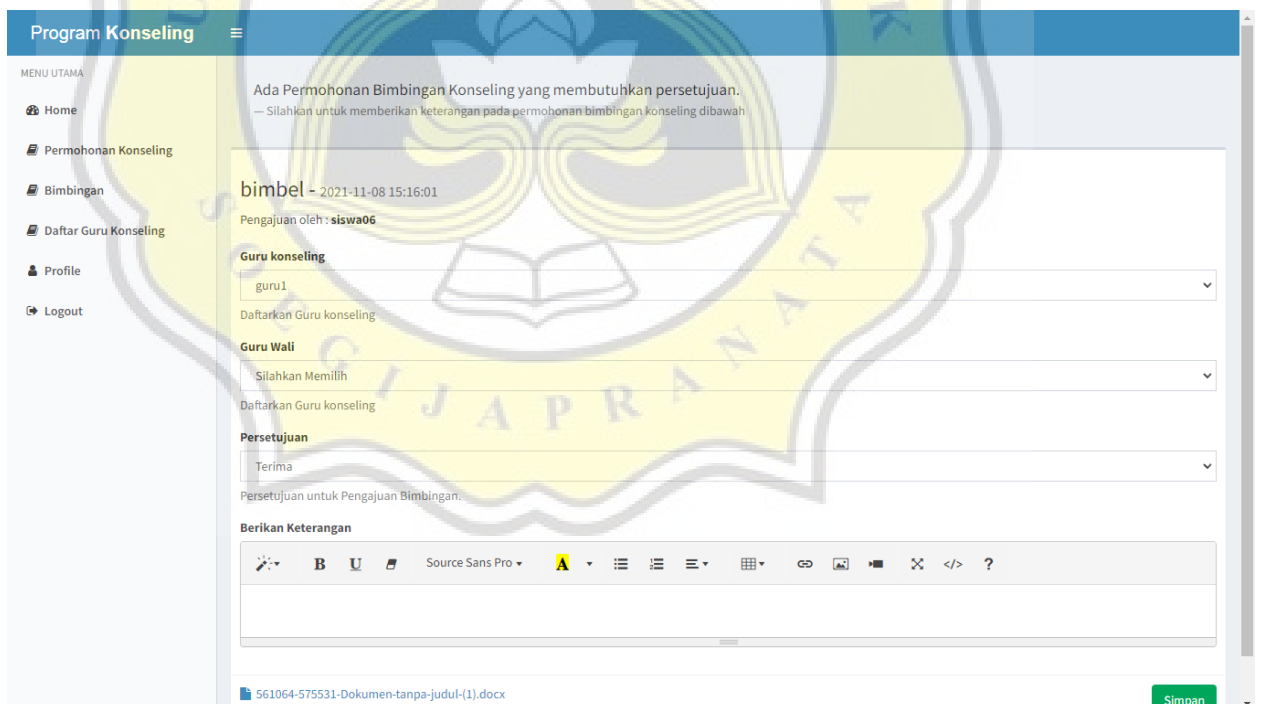 Program Konseling
MENU UTAMA
Home
Permohonan Konseling
Bimbingan
Daftar Guru Konseling
Profile
Logout
Ada Permohonan Bimbingan Konseling yang membutuhkan persetujuan.
— Silahkan untuk memberikan keterangan pada permohonan bimbingan konseling dibawah
bimbel - 2021-11-08 15:16:01
Pengajuan oleh : siswa06
Guru konseling
guru1
Daftarkan Guru konseling
Guru Wali
Silahkan Memilih
Daftarkan Guru konseling
Persetujuan
Terima
Persetujuan untuk Pengajuan Bimbingan.
Berikan Keterangan
B U Source Sans Pro A </> ?
561064-575531-Dokumen-tanpa-judul-(1).docx
Simpan
SOEGIJAPRANATA